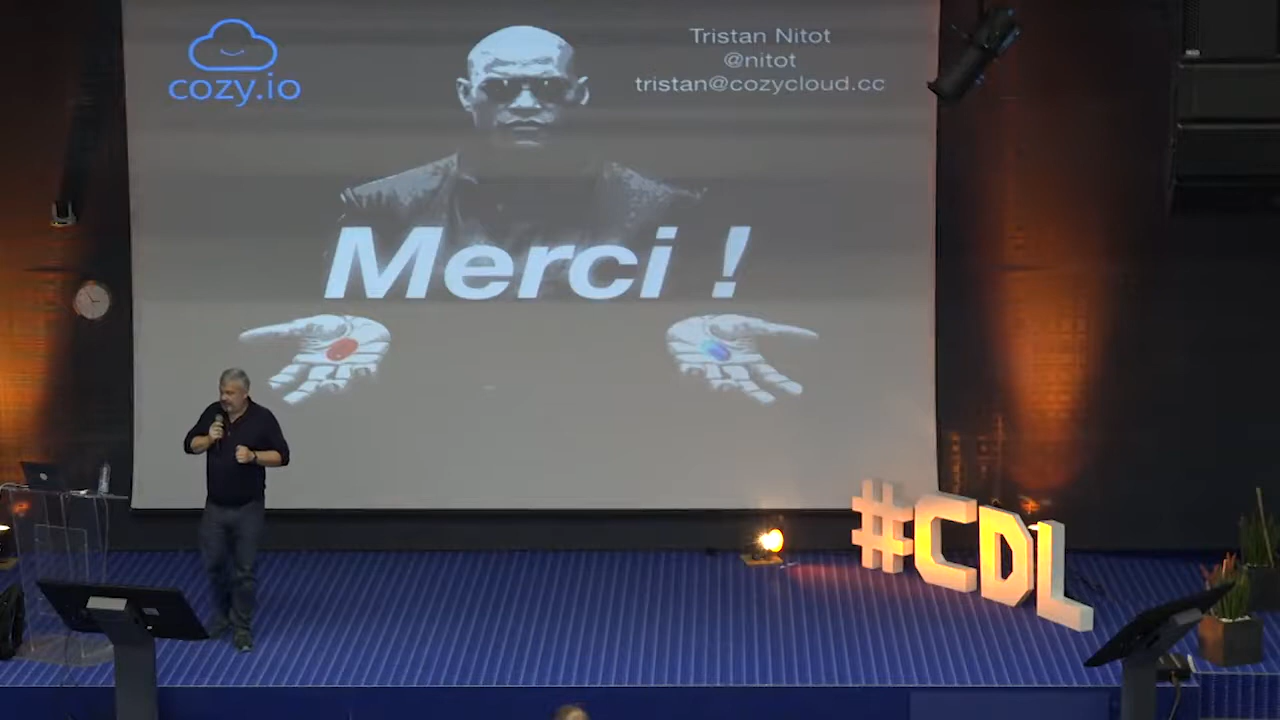 cozy.io
Tristan Nitot
@nitot
tristan@cozycloud.cc
Merci !
#CDL